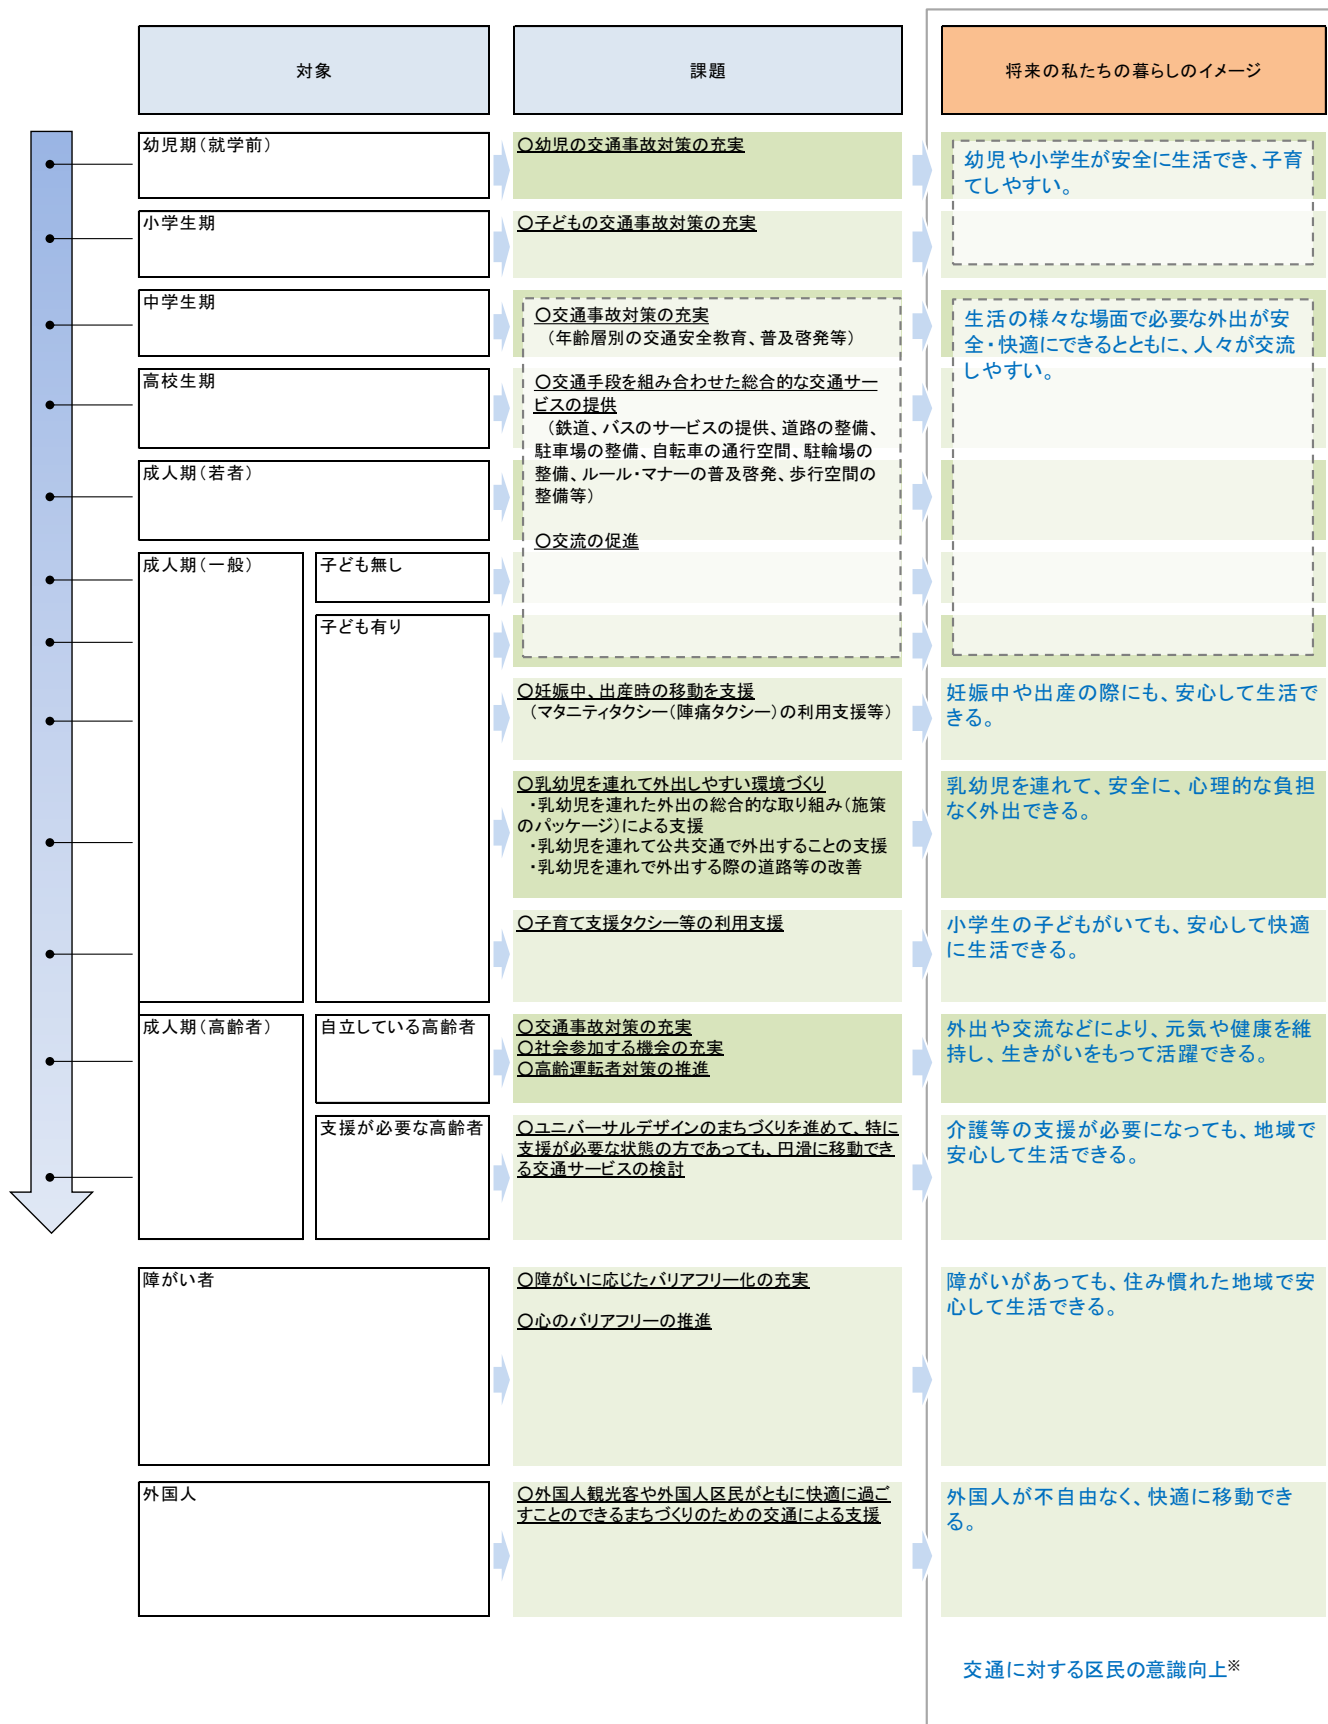 対象
課題
将来の私たちの暮らしのイメージ
幼児期（就学前）
〇幼児の交通事故対策の充実
幼児や小学生が安全に生活でき、子育
てしやすい。
小学生期
〇子どもの交通事故対策の充実
中学生期
〇交通事故対策の充実
（年齢層別の交通安全教育、普及啓発等）
生活の様々な場面で必要な外出が安
全・快適にできるとともに、人々が交流
しやすい。
高校生期
〇交通手段を組み合わせた総合的な交通サー
ビスの提供
（鉄道、バスのサービスの提供、道路の整備、
駐車場の整備、自転車の通行空間、駐輪場の
整備、ルール・マナーの普及啓発、歩行空間の
整備等）
成人期（若者）
〇交流の促進
成人期（一般）
子ども無し
子ども有り
〇妊娠中、出産時の移動を支援
（マタニティタクシー（陣痛タクシー）の利用支援等）
妊娠中や出産の際にも、安心して生活で
きる。
〇乳幼児を連れて外出しやすい環境づくり
・乳幼児を連れた外出の総合的な取り組み（施策
のパッケージ）による支援
・乳幼児を連れて公共交通で外出することの支援
・乳幼児を連れで外出する際の道路等の改善
乳幼児を連れて、安全に、心理的な負担
なく外出できる。
〇子育て支援タクシー等の利用支援
小学生の子どもがいても、安心して快適
に生活できる。
成人期（高齢者）
自立している高齢者
〇交通事故対策の充実
〇社会参加する機会の充実
〇高齢運転者対策の推進
外出や交流などにより、元気や健康を維
持し、生きがいをもって活躍できる。
支援が必要な高齢者
〇ユニバーサルデザインのまちづくりを進めて、特に
支援が必要な状態の方であっても、円滑に移動でき
る交通サービスの検討
介護等の支援が必要になっても、地域で
安心して生活できる。
障がい者
〇障がいに応じたバリアフリー化の充実
〇心のバリアフリーの推進
障がいがあっても、住み慣れた地域で安
心して生活できる。
外国人
〇外国人観光客や外国人区民がともに快適に過ご
すことのできるまちづくりのための交通による支援
外国人が不自由なく、快適に移動でき
る。
交通に対する区民の意識向上※